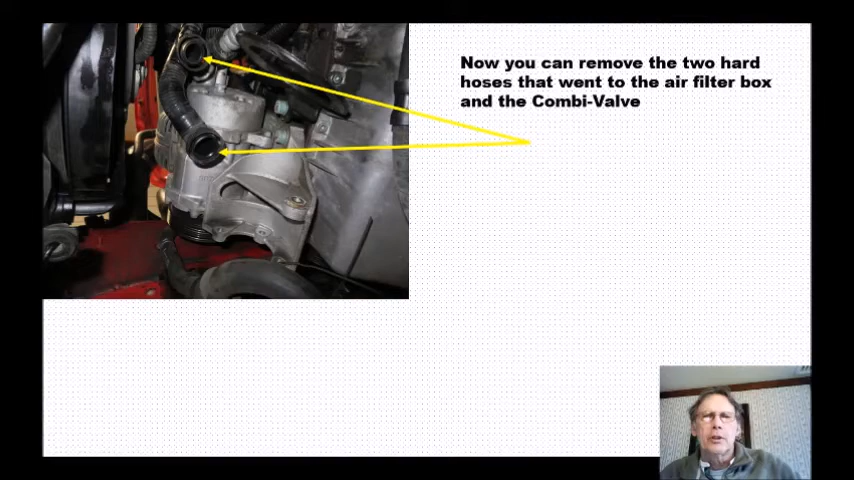 Now you can remove the two hard
hoses that went to the air filter box
and the Combi-Valve